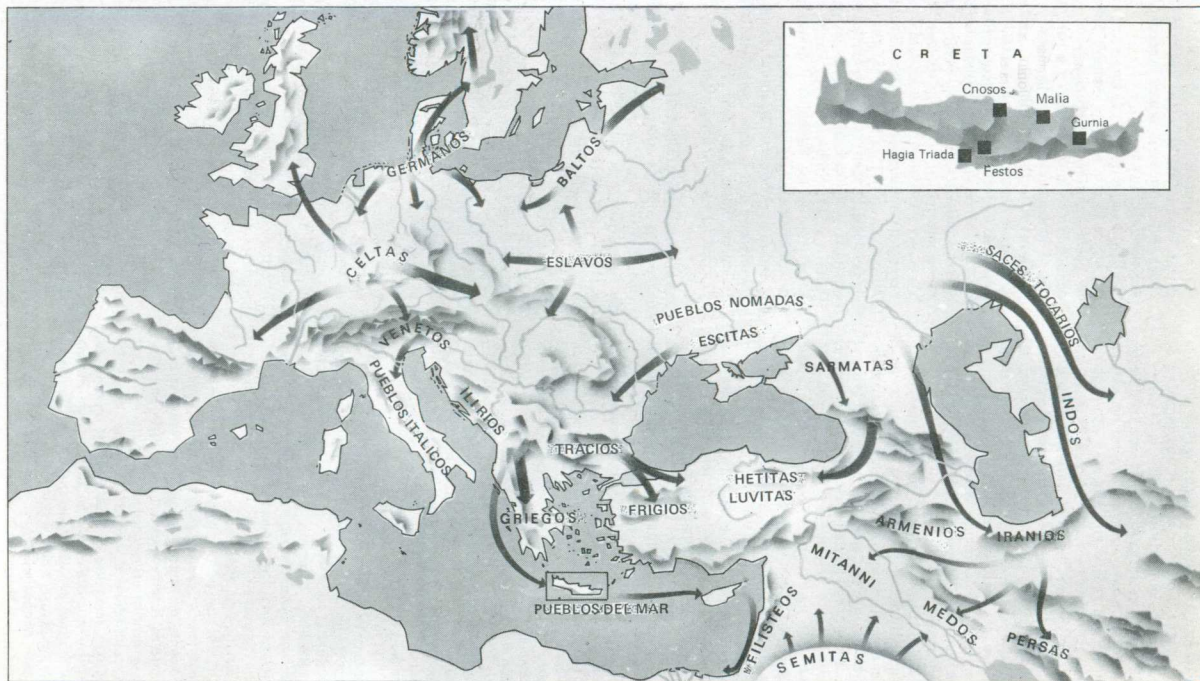 CRETA
Cnosos
Malia
Gurnia
Hagia Triada
Festos
GERMANOS
BALTOS
CELTAS
ESLAVOS
SACES TOCARIOS
PUEBLOS NOMADAS
ESCITAS
VENETOS
SARMATAS
PUEBLOS ITALICOS
ILIRIOS
INDOS
TRACIOS
HETITAS
LUVITAS
FRIGIOS
GRIEGOS
ARMENIOS
IRANIOS
MITANNI
PUEBLOS DEL MAR
FILISTEOS
MEDOS
PERSAS
SEMITAS